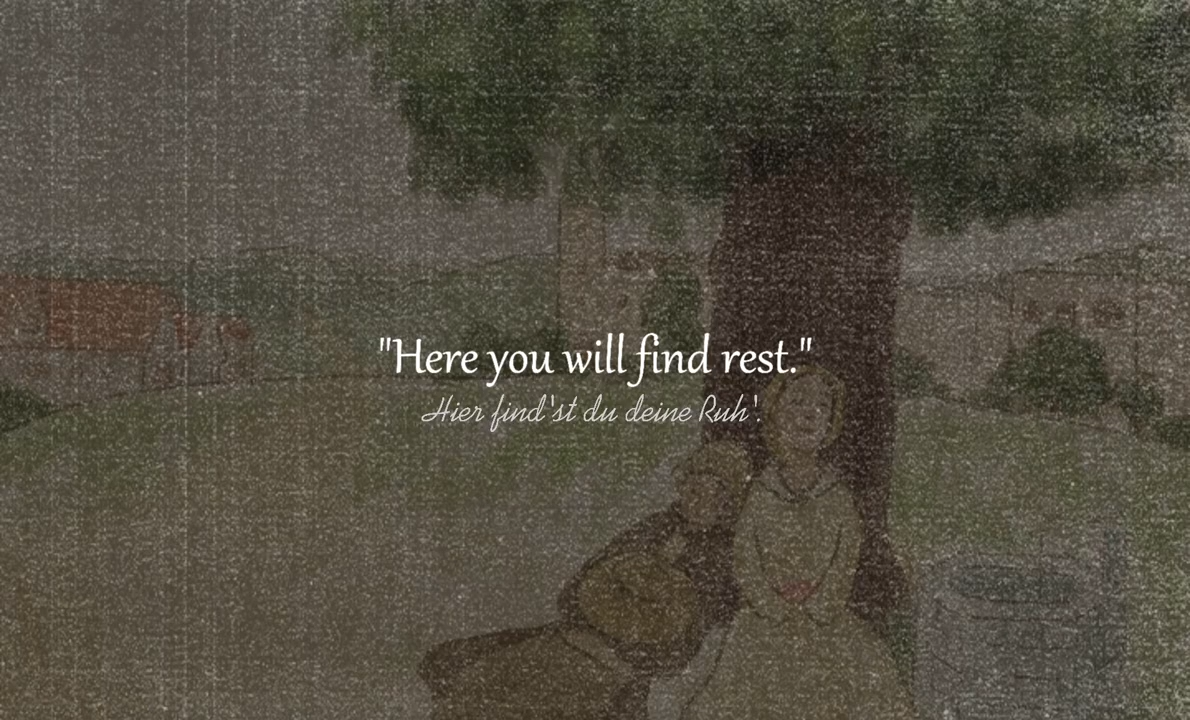 "Here you will find rest."
Hier find'st du deine Ruh'.